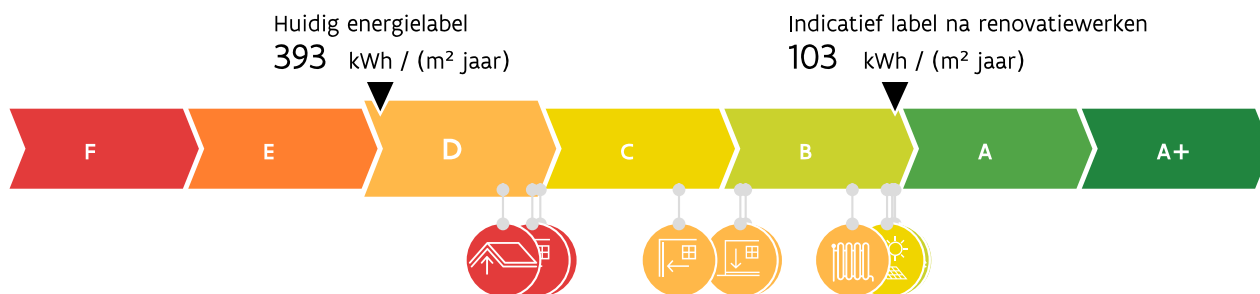 Huidig energielabel
393 kWh / (m² jaar)
Indicatief label na renovatiewerken
103 kWh / (m² jaar)
F E D C B A A+